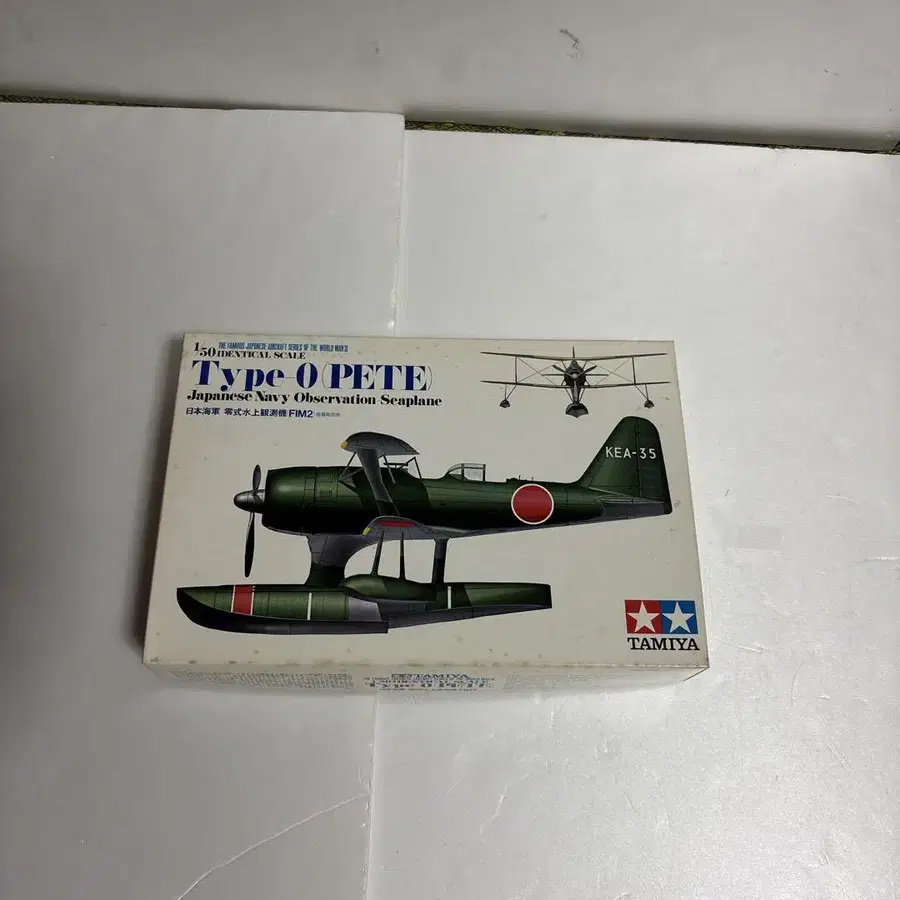 THE FAMOUS JAPANESE AIRCRAFT SERIES OF THE WORLD WAR II
1/50 IDENTICAL SCALE
Type-0 (PETE)
Japanese Navy Observation Seaplane
日本海軍 零式水上観測機 F1M2
KEA-35
TAMIYA
TAMIYA